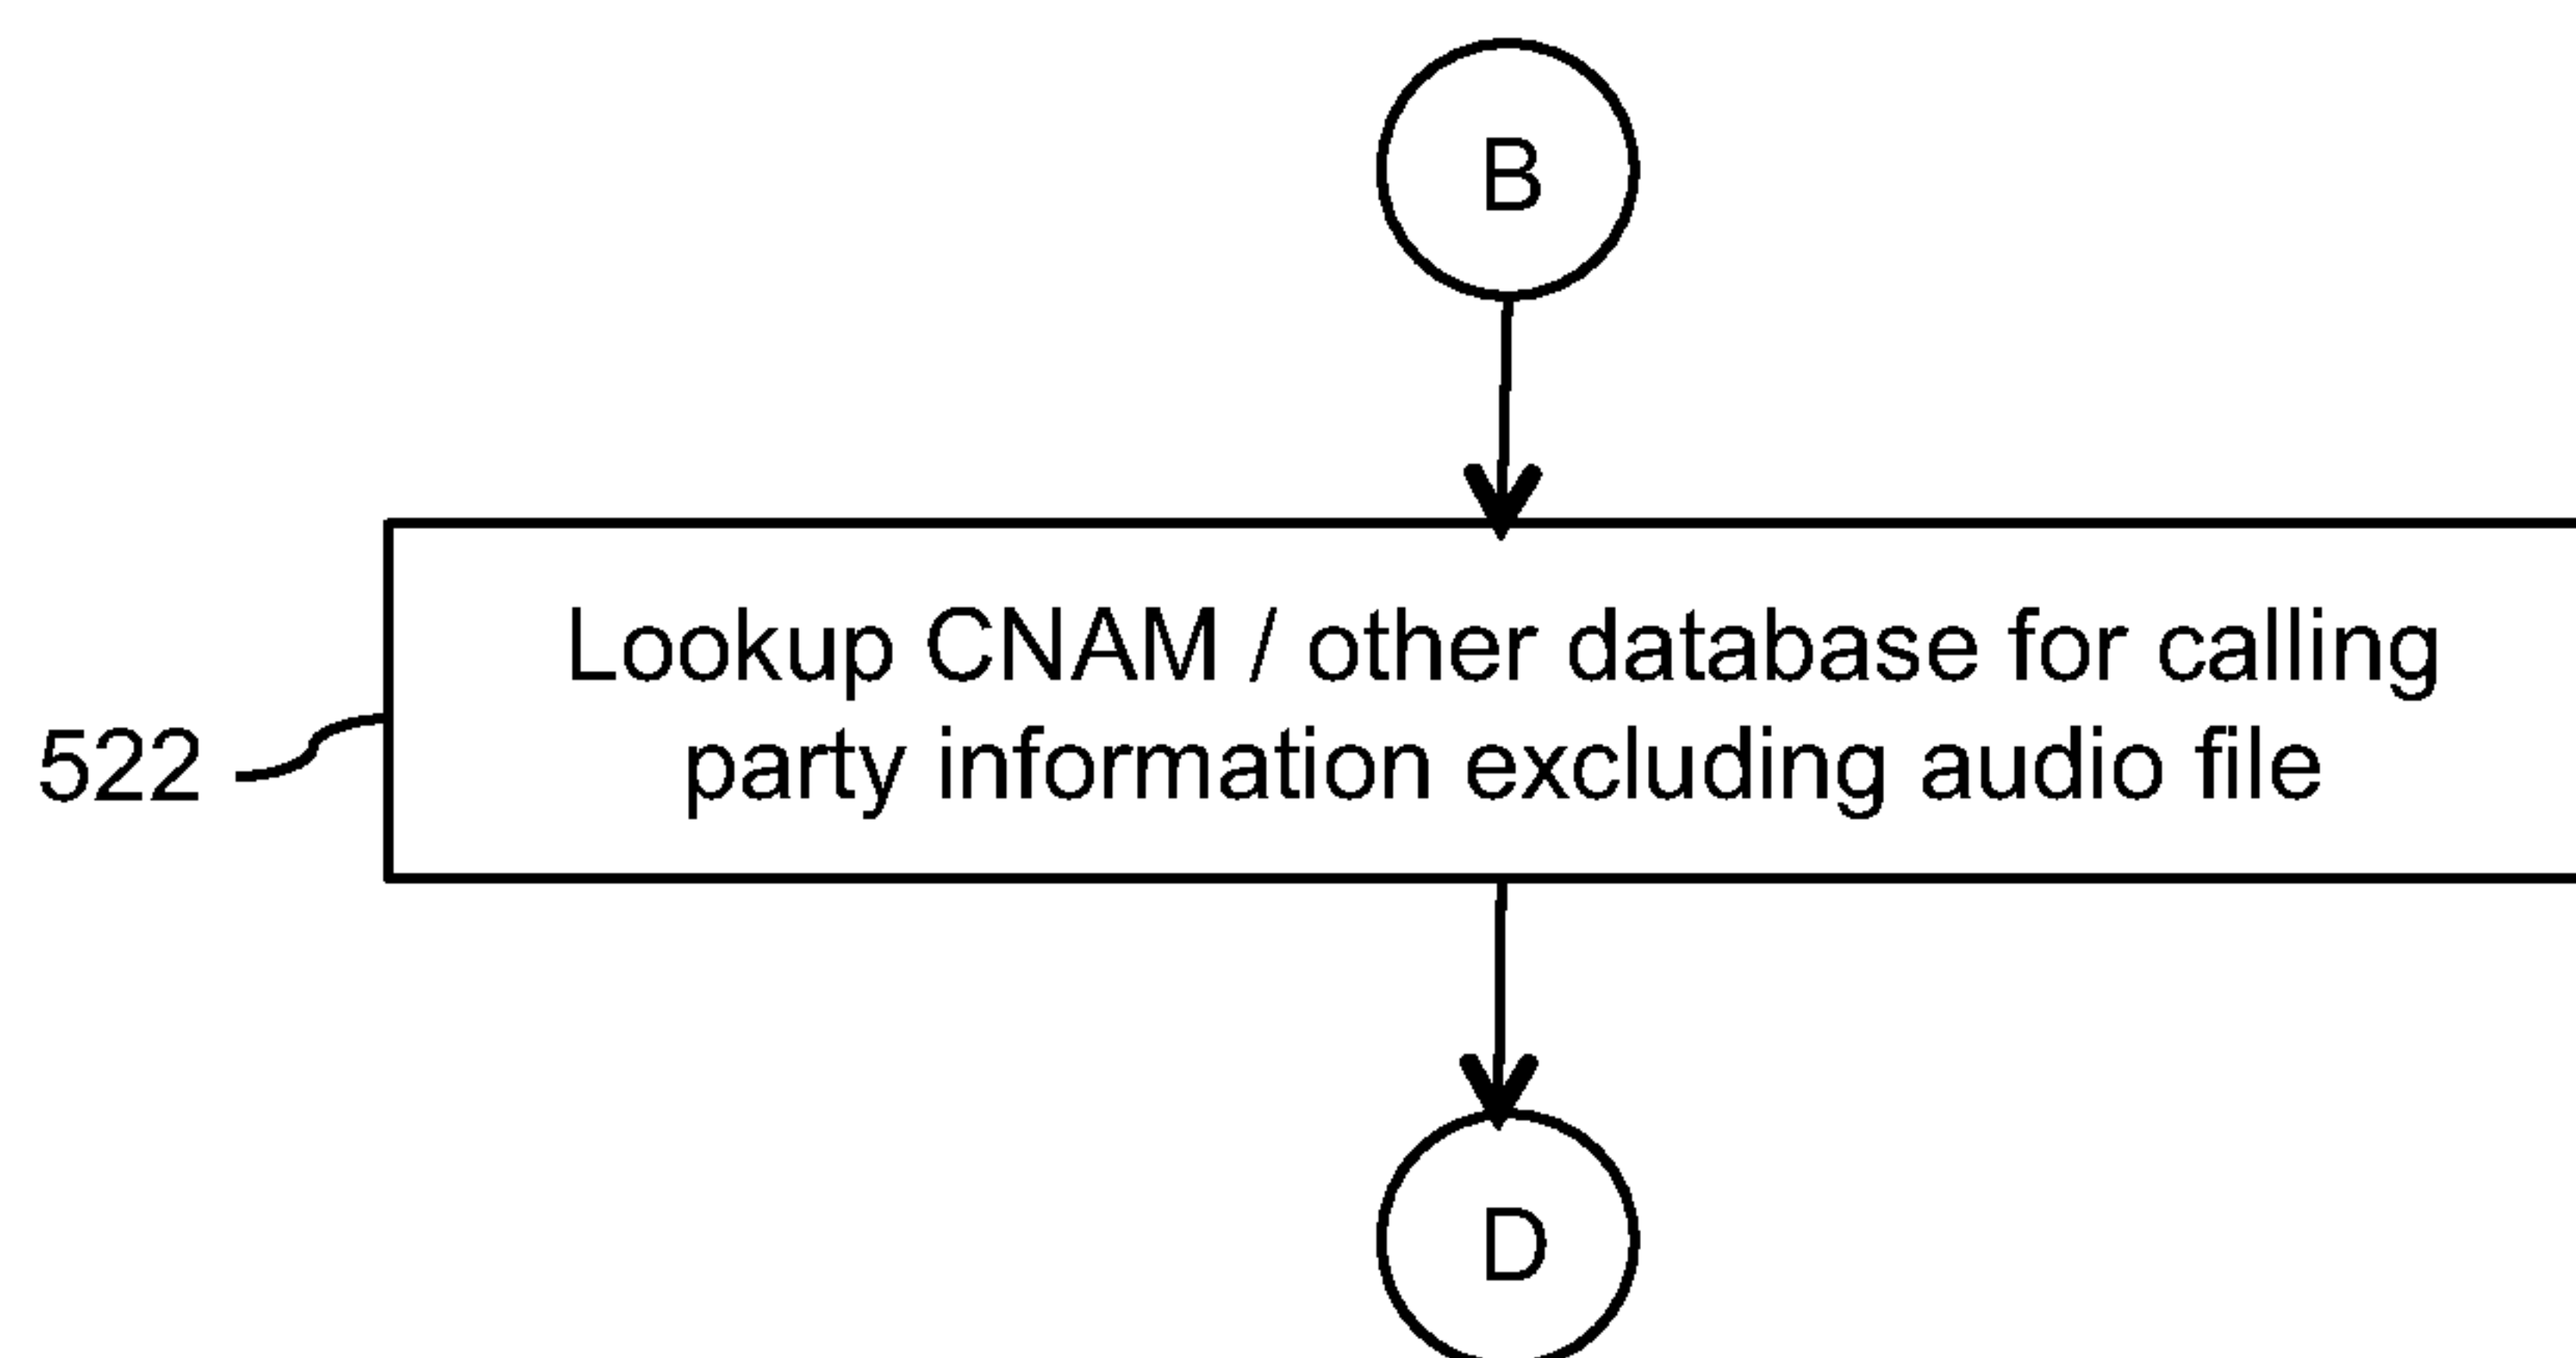 B
Lookup CNAM / other database for calling
party information excluding audio file
522
D